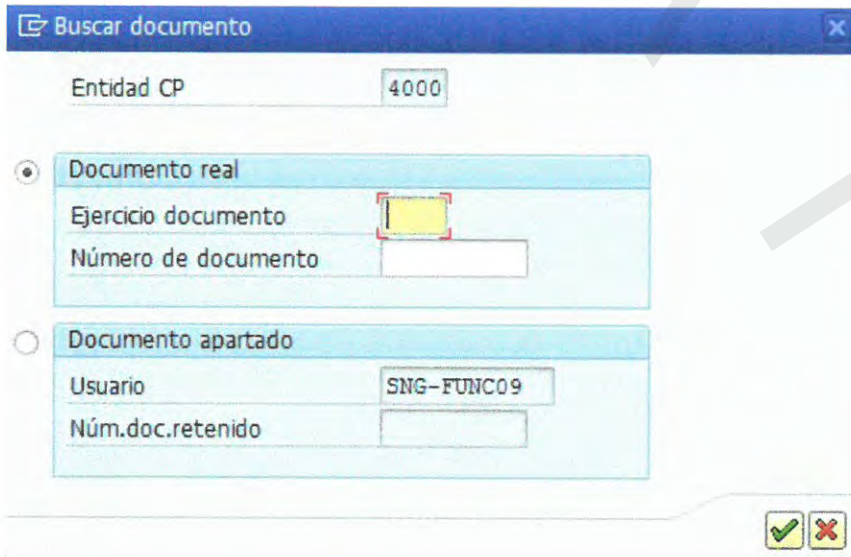 Buscar documento
Entidad CP 4000
Documento real
Ejercicio documento
Número de documento
Documento apartado
Usuario SNG-FUNC09
Núm.doc.retenido